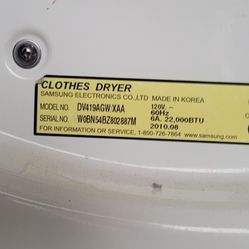 CLOTHES DRYER
SAMSUNG ELECTRONICS CO.,LTD MADE IN KOREA
MODEL NO. DV419AGW/XAA 120V~
60Hz
SERIAL NO. W0BN54BZ802887M 6A. 22,000BTU
2010.08
FOR INFORMATION OR SERVICE, 1-800-726-7864 www.samsung.com